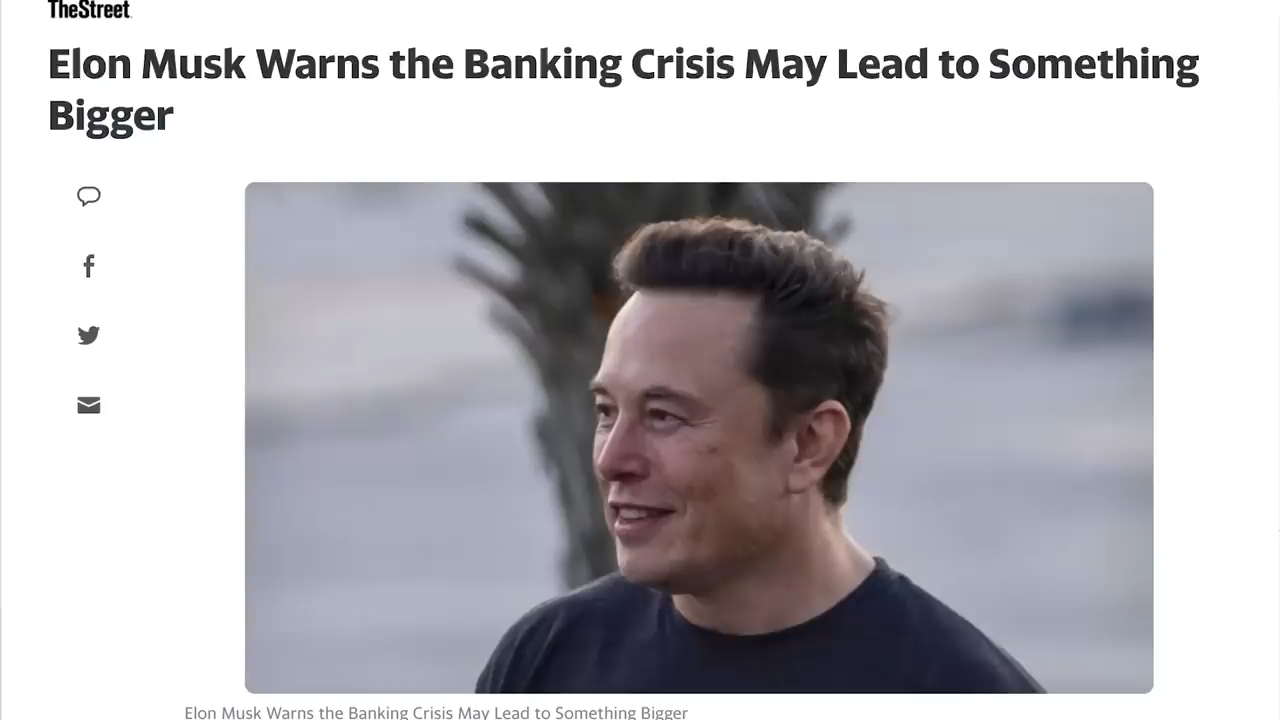 TheStreet
Elon Musk Warns the Banking Crisis May Lead to Something
Bigger
Elon Musk Warns the Banking Crisis May Lead to Something Bigger